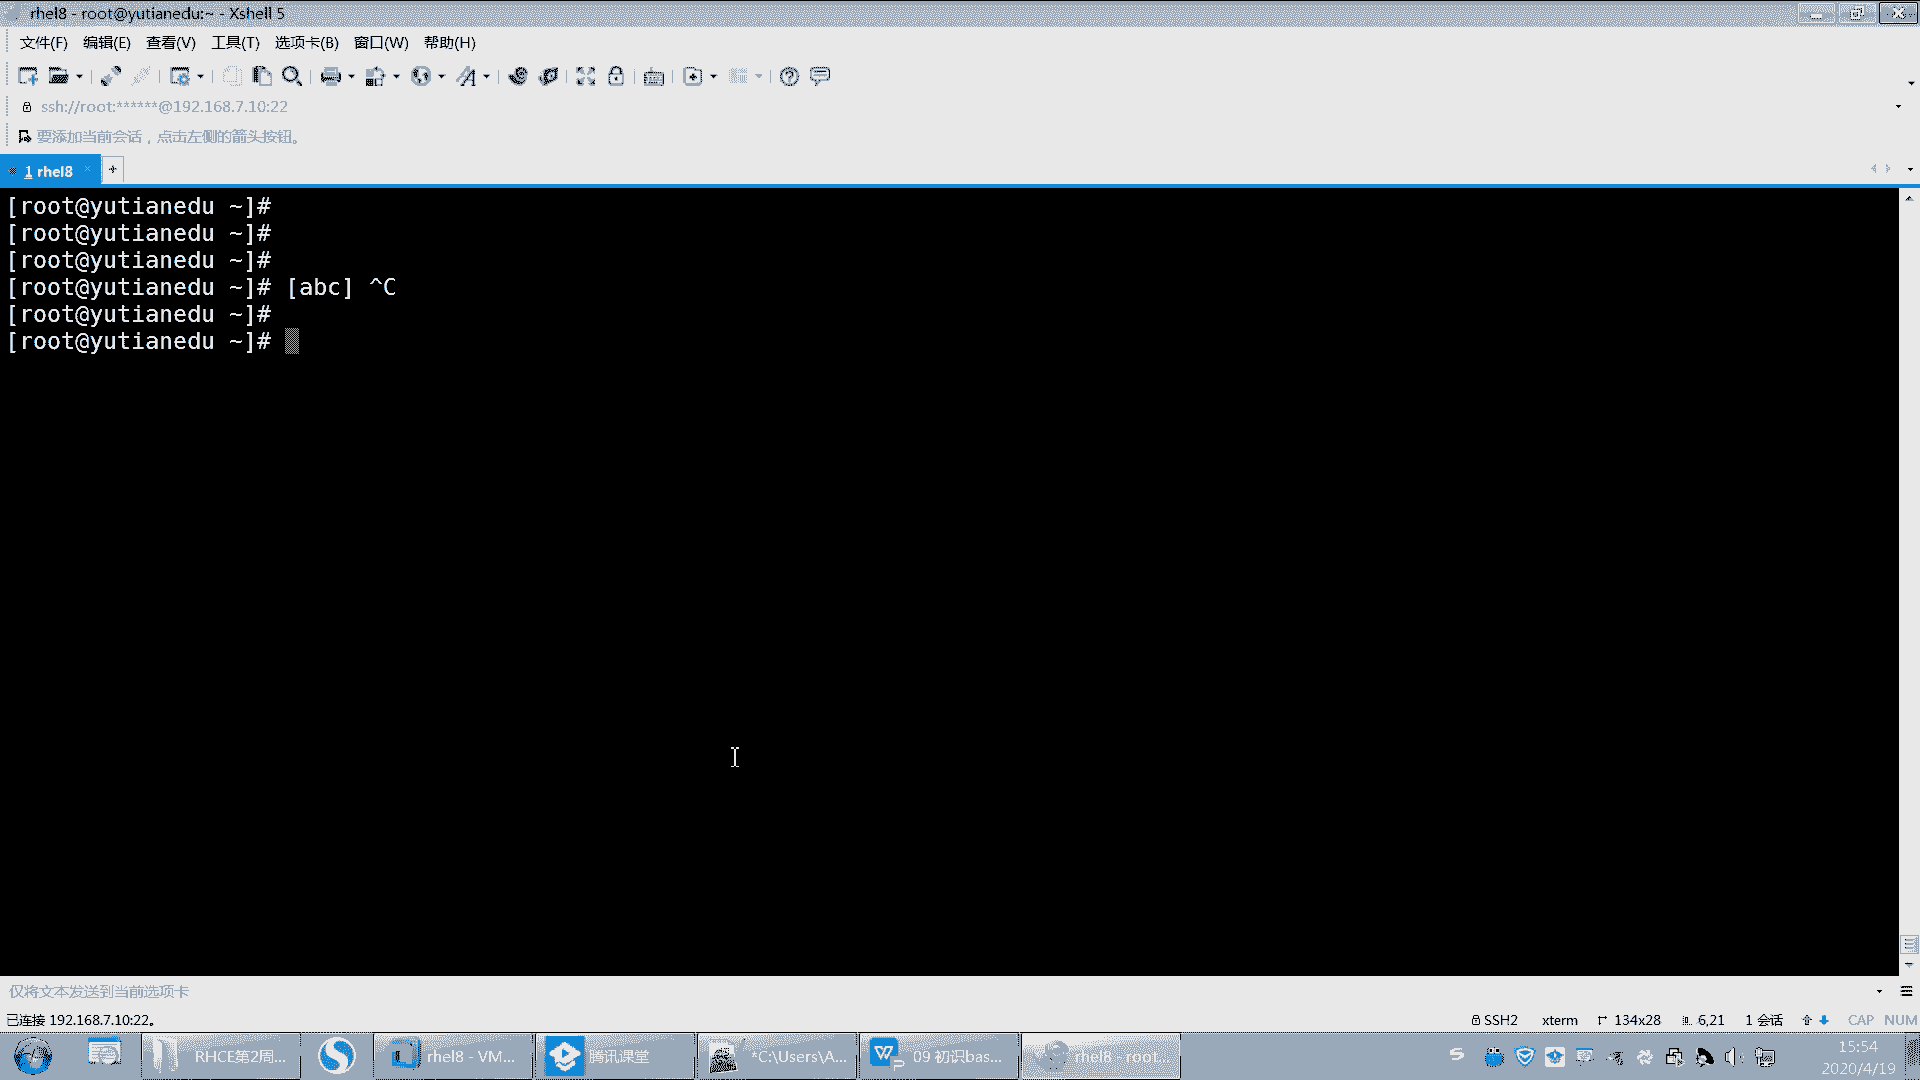 rhel8 - root@yutianedu:~ - Xshell 5
文件(F) 编辑(E) 查看(V) 工具(T) 选项卡(B) 窗口(W) 帮助(H)
ssh://root:******@192.168.7.10:22
要添加当前会话，点击左侧的箭头按钮。
1 rhel8
[root@yutianedu ~]#
[root@yutianedu ~]#
[root@yutianedu ~]#
[root@yutianedu ~]# [abc] ^C
[root@yutianedu ~]#
[root@yutianedu ~]#
仅将文本发送到当前选项卡
已连接 192.168.7.10:22。 SSH2 xterm 134x28 6,21 1 会话 CAP NUM
RHCE第2周... rhel8 - VM... 腾讯课堂 *C:\Users\A... 09 初识bas... rhel8 - root... 15:54
2020/4/19